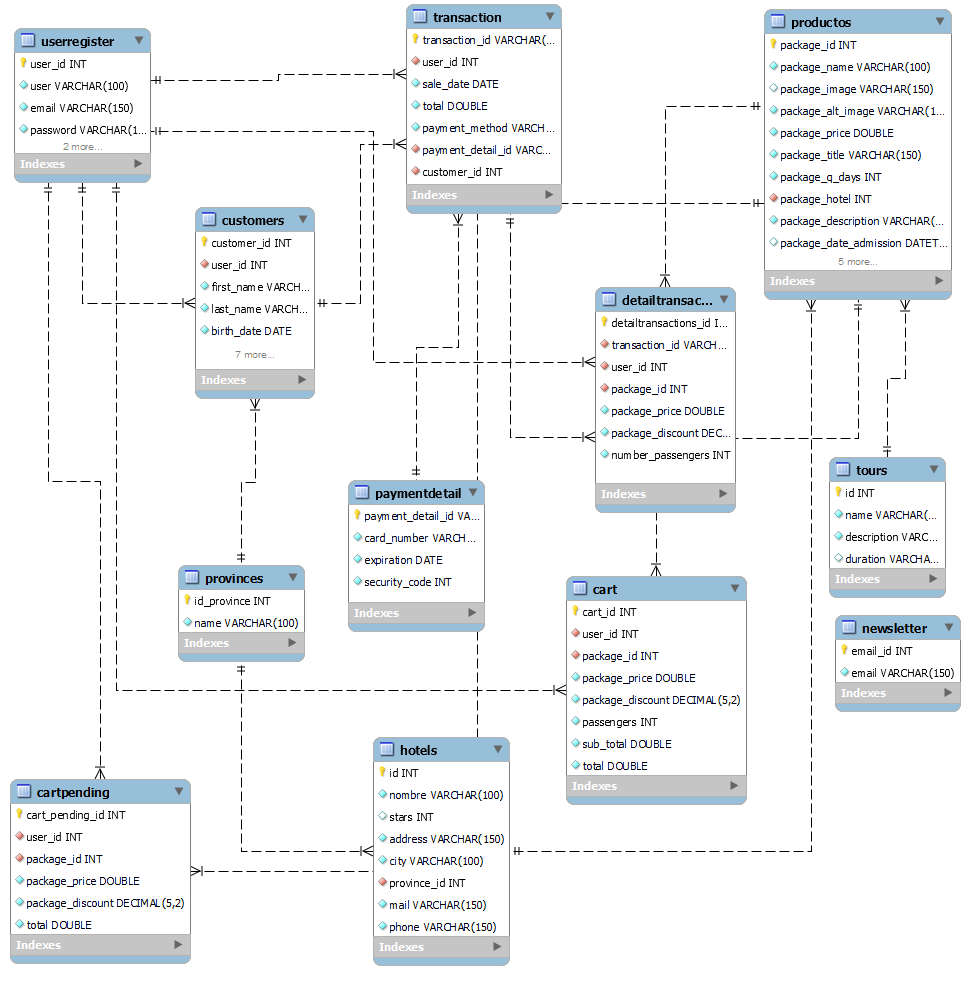 userregister
user_id INT
user VARCHAR(100)
email VARCHAR(150)
password VARCHAR(1...
2 more...
Indexes
transaction
transaction_id VARCHAR(...
user_id INT
sale_date DATE
total DOUBLE
payment_method VARCH...
payment_detail_id VARC...
customer_id INT
Indexes
productos
package_id INT
package_name VARCHAR(100)
package_image VARCHAR(150)
package_alt_image VARCHAR(1...
package_price DOUBLE
package_title VARCHAR(150)
package_q_days INT
package_hotel INT
package_description VARCHAR(...
package_date_admission DATET...
5 more...
Indexes
customers
customer_id INT
user_id INT
first_name VARCH...
last_name VARCH...
birth_date DATE
7 more...
Indexes
detailtransac...
detailtransactions_id I...
transaction_id VARCH...
user_id INT
package_id INT
package_price DOUBLE
package_discount DEC...
number_passengers INT
Indexes
paymentdetail
payment_detail_id VA...
card_number VARCH...
expiration DATE
security_code INT
Indexes
tours
id INT
name VARCHAR(...
description VARC...
duration VARCHA...
Indexes
provinces
id_province INT
name VARCHAR(100)
Indexes
cart
cart_id INT
user_id INT
package_id INT
package_price DOUBLE
package_discount DECIMAL(5,2)
passengers INT
sub_total DOUBLE
total DOUBLE
Indexes
newsletter
email_id INT
email VARCHAR(150)
Indexes
hotels
id INT
nombre VARCHAR(100)
stars INT
address VARCHAR(150)
city VARCHAR(100)
province_id INT
mail VARCHAR(150)
phone VARCHAR(150)
Indexes
cartpending
cart_pending_id INT
user_id INT
package_id INT
package_price DOUBLE
package_discount DECIMAL(5,2)
total DOUBLE
Indexes